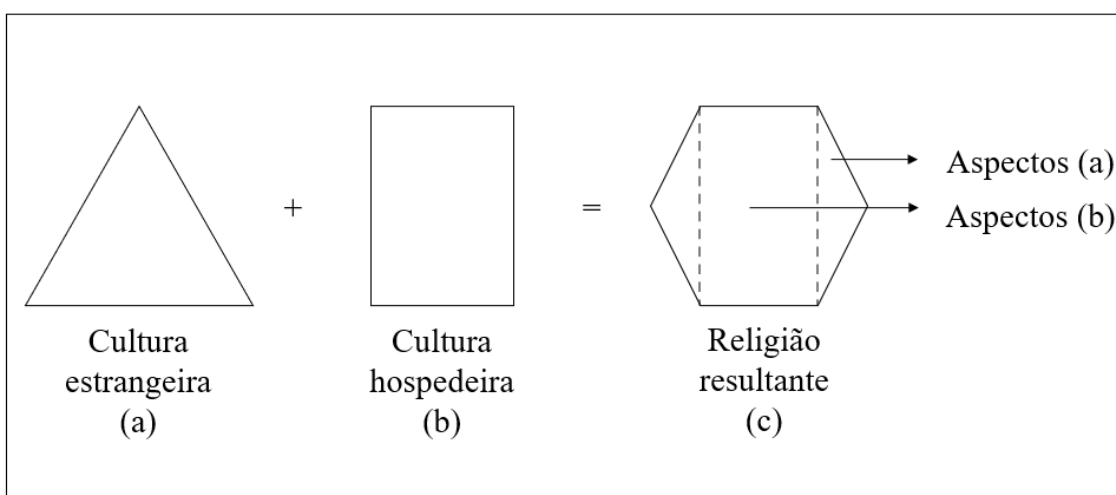 +
=
Aspectos (a)
Aspectos (b)
Cultura
estrangeira
(a)
Cultura
hospedeira
(b)
Religião
resultante
(c)